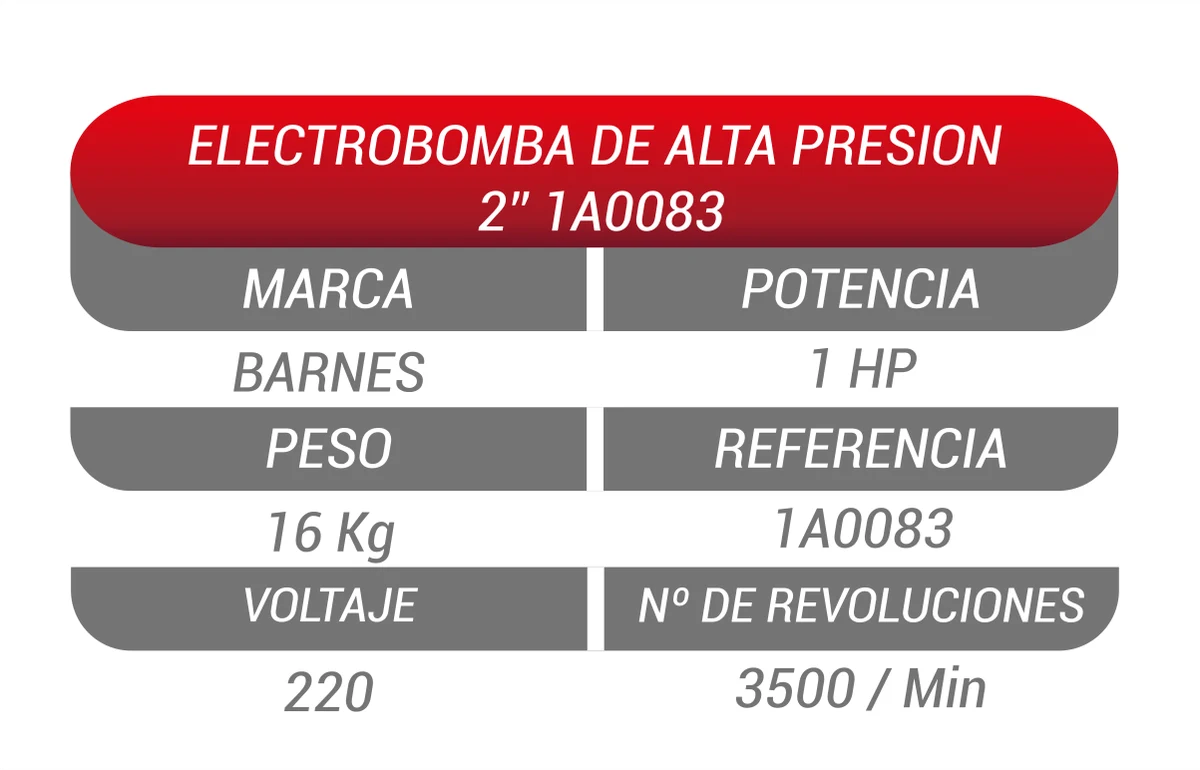 ELECTROBOMBA DE ALTA PRESION
2" 1A0083
MARCA
POTENCIA
BARNES
1 HP
PESO
REFERENCIA
16 Kg
1A0083
VOLTAJE
Nº DE REVOLUCIONES
220
3500 / Min